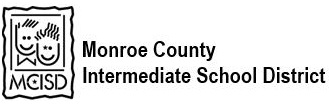 MCISD
Monroe County
Intermediate School District